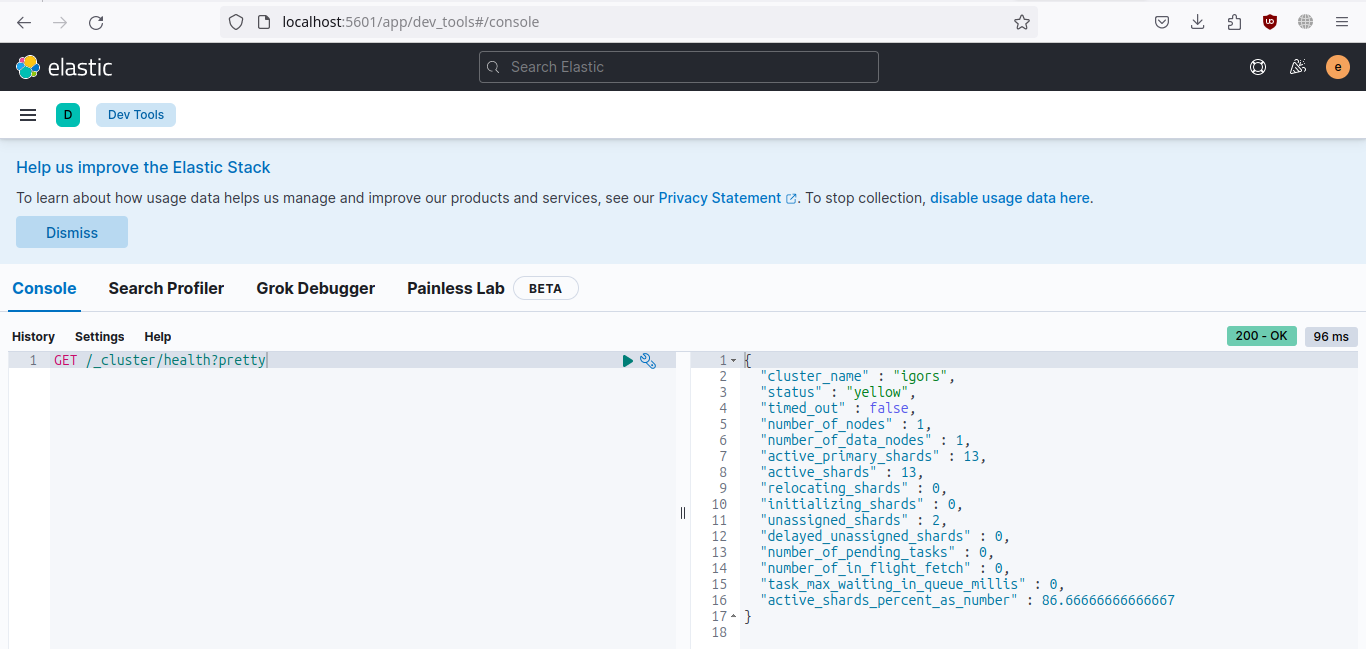 localhost:5601/app/dev_tools#/console
elastic
Search Elastic
e
D
Dev Tools
Help us improve the Elastic Stack
To learn about how usage data helps us manage and improve our products and services, see our Privacy Statement. To stop collection, disable usage data here.
Dismiss
Console Search Profiler Grok Debugger Painless Lab BETA
History Settings Help
200 - OK 96 ms
1 GET /_cluster/health?pretty
1 {
2 "cluster_name" : "igors",
3 "status" : "yellow",
4 "timed_out" : false,
5 "number_of_nodes" : 1,
6 "number_of_data_nodes" : 1,
7 "active_primary_shards" : 13,
8 "active_shards" : 13,
9 "relocating_shards" : 0,
10 "initializing_shards" : 0,
11 "unassigned_shards" : 2,
12 "delayed_unassigned_shards" : 0,
13 "number_of_pending_tasks" : 0,
14 "number_of_in_flight_fetch" : 0,
15 "task_max_waiting_in_queue_millis" : 0,
16 "active_shards_percent_as_number" : 86.66666666666667
17 }
18